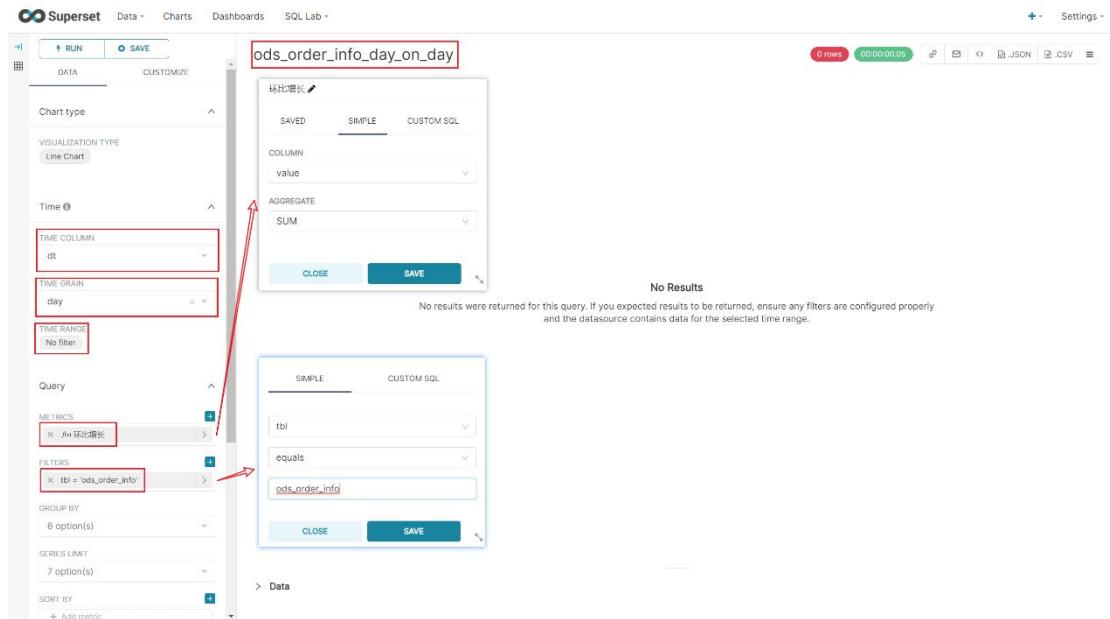 Superset Data Charts Dashboards SQL Lab Settings
RUN SAVE
DATA CUSTOMIZE
Chart type
VISUALIZATION TYPE
Line Chart
Time
TIME COLUMN
dt
TIME GRAIN
day
TIME RANGE
No filter
Query
METRICS
f(x) 环比增长
FILTERS
tbl = 'ods_order_info'
GROUP BY
6 option(s)
SERIES LIMIT
7 option(s)
SORT BY
+ Add metric
ods_order_info_day_on_day
0 rows 00:00:00.05 .JSON .CSV
环比增长
SAVED SIMPLE CUSTOM SQL
COLUMN
value
AGGREGATE
SUM
CLOSE SAVE
No Results
No results were returned for this query. If you expected results to be returned, ensure any filters are configured properly
and the datasource contains data for the selected time range.
SIMPLE CUSTOM SQL
tbl
equals
ods_order_info
CLOSE SAVE
Data